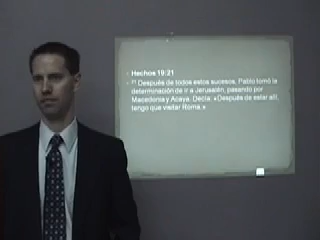 Hechos 19:21
21 Después de todos estos sucesos, Pablo tomó la
determinación de ir a Jerusalén, pasando por
Macedonia y Acaya. Decía: «Después de estar allí,
tengo que visitar Roma.»